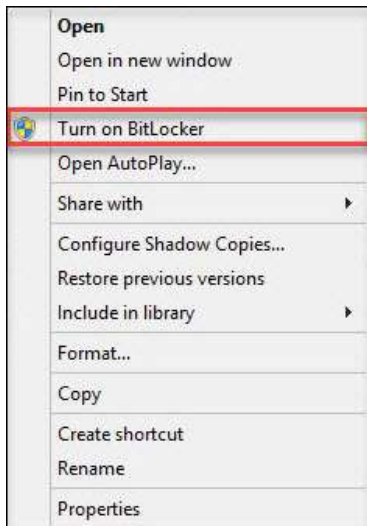 Open
Open in new window
Pin to Start
Turn on BitLocker
Open AutoPlay...
Share with
Configure Shadow Copies...
Restore previous versions
Include in library
Format...
Copy
Create shortcut
Rename
Properties